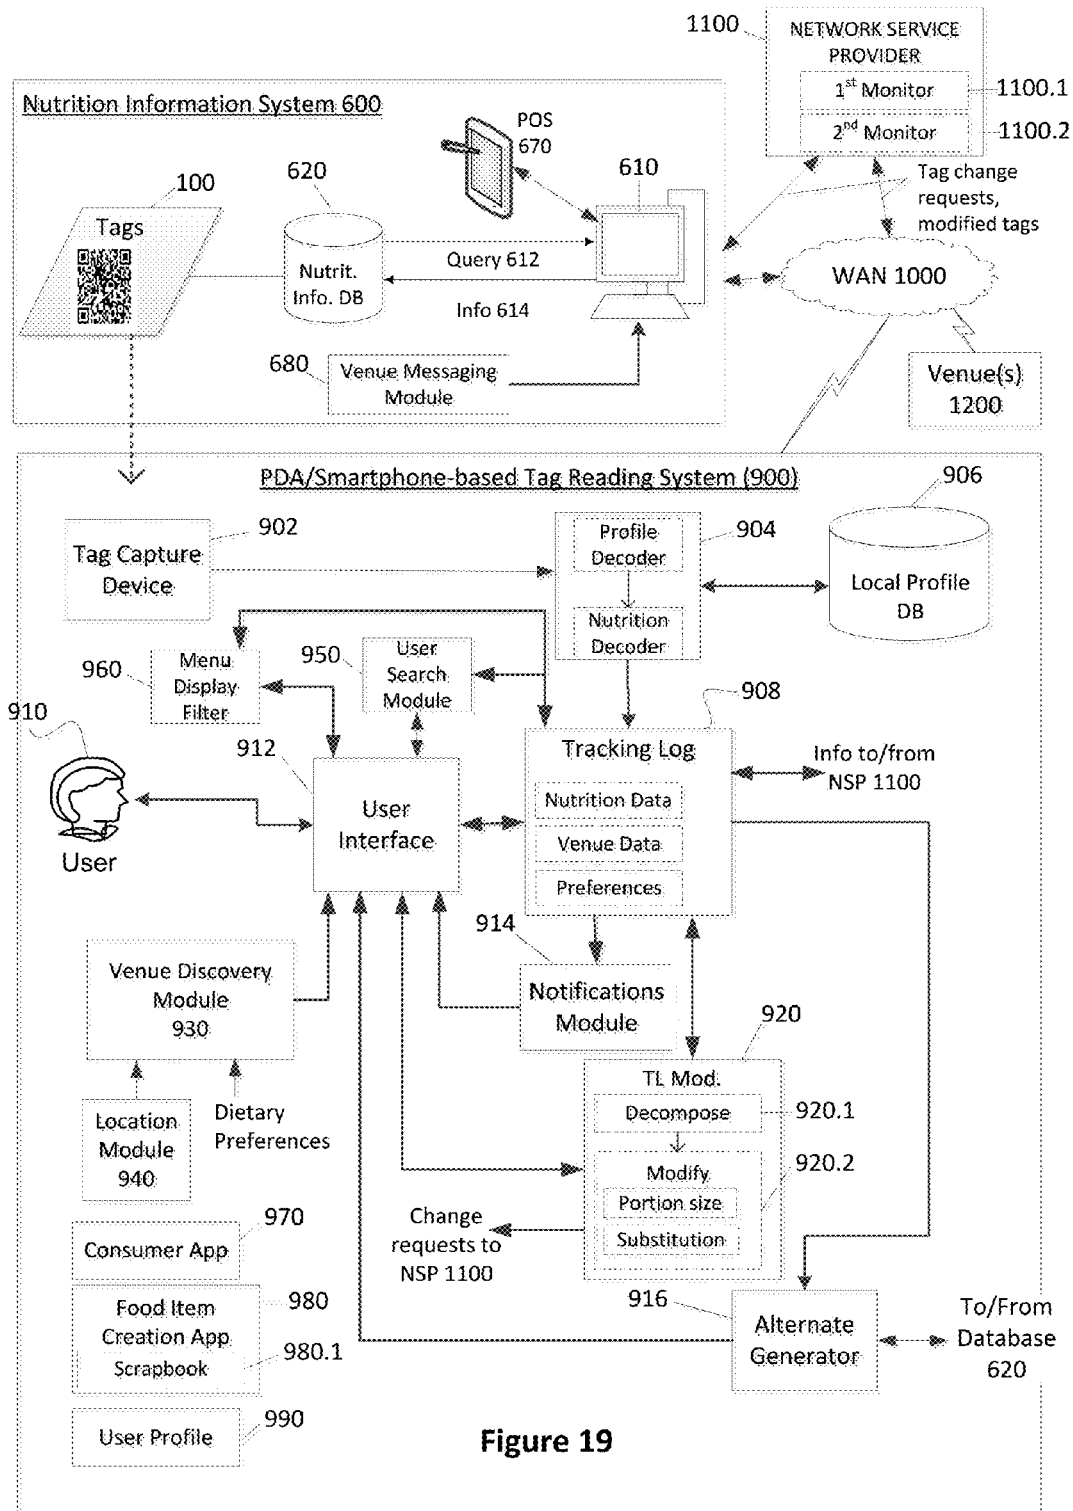 1100
NETWORK SERVICE
PROVIDER
1st Monitor
1100.1
2nd Monitor
1100.2
Nutrition Information System 600
POS
670
620
610
100
Tags
Nutrit.
Info. DB
Query 612
Info 614
Tag change
requests,
modified tags
WAN 1000
680
Venue Messaging
Module
Venue(s)
1200
PDA/Smartphone-based Tag Reading System (900)
906
902
Tag Capture
Device
Profile
Decoder
904
Nutrition
Decoder
Local Profile
DB
960
Menu
Display
Filter
950
User
Search
Module
908
910
User
912
User
Interface
Tracking Log
Nutrition Data
Venue Data
Preferences
Info to/from
NSP 1100
914
Notifications
Module
Venue Discovery
Module
930
Location
Module
940
Dietary
Preferences
920
TL Mod.
Decompose
920.1
Modify
920.2
Portion size
Substitution
Change
requests to
NSP 1100
970
Consumer App
Food Item
Creation App
980
Scrapbook
980.1
916
Alternate
Generator
To/From
Database
620
990
User Profile
Figure 19